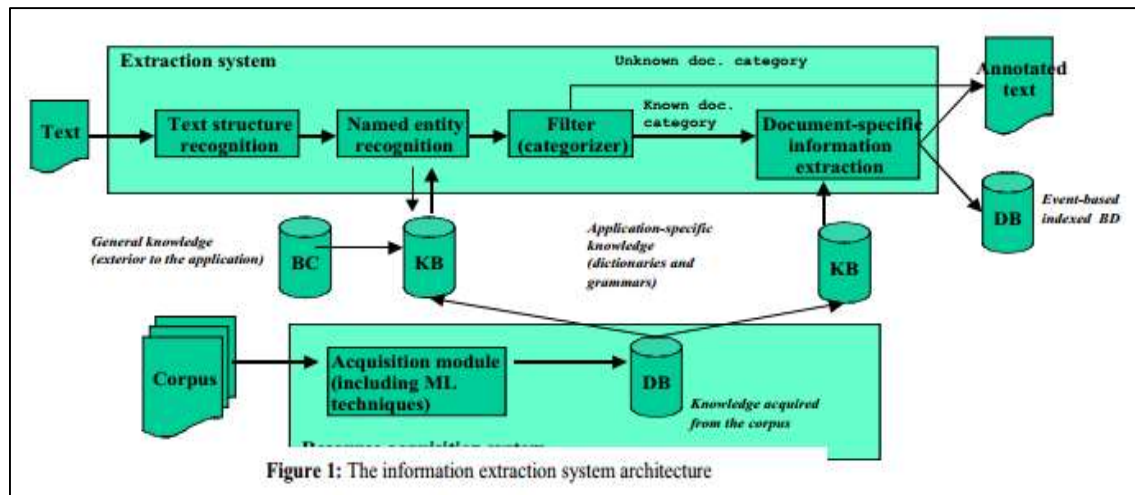 Extraction system
Unknown doc. category
Annotated
text
Text
Text structure
recognition
Named entity
recognition
Filter
(categorizer)
Known doc.
category
Document-specific
information
extraction
General knowledge
(exterior to the application)
BC
KB
Application-specific
knowledge
(dictionaries and
grammars)
KB
DB
Event-based
indexed BD
Corpus
Acquisition module
(including ML
techniques)
DB
Knowledge acquired
from the corpus
Figure 1: The information extraction system architecture